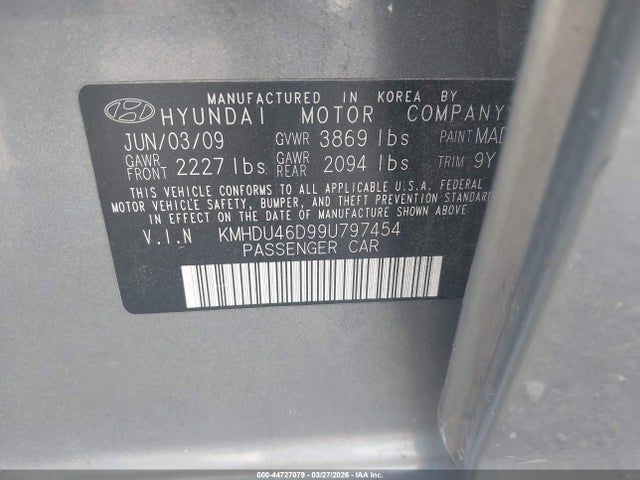 MANUFACTURED IN KOREA BY
HYUNDAI MOTOR COMPANY
JUN/03/09 GVWR 3869 lbs PAINT MAD
GAWR FRONT 2227 lbs GAWR REAR 2094 lbs TRIM 9Y
THIS VEHICLE CONFORMS TO ALL APPLICABLE U.S.A. FEDERAL
MOTOR VEHICLE SAFETY, BUMPER, AND THEFT PREVENTION
IN EFFECT ON THE DATE OF MANUFACTURE SHOWN ABOVE
V.I.N KMHDU46D99U797454
PASSENGER CAR
000-44727079 | 03/27/2026 | IAA Inc.